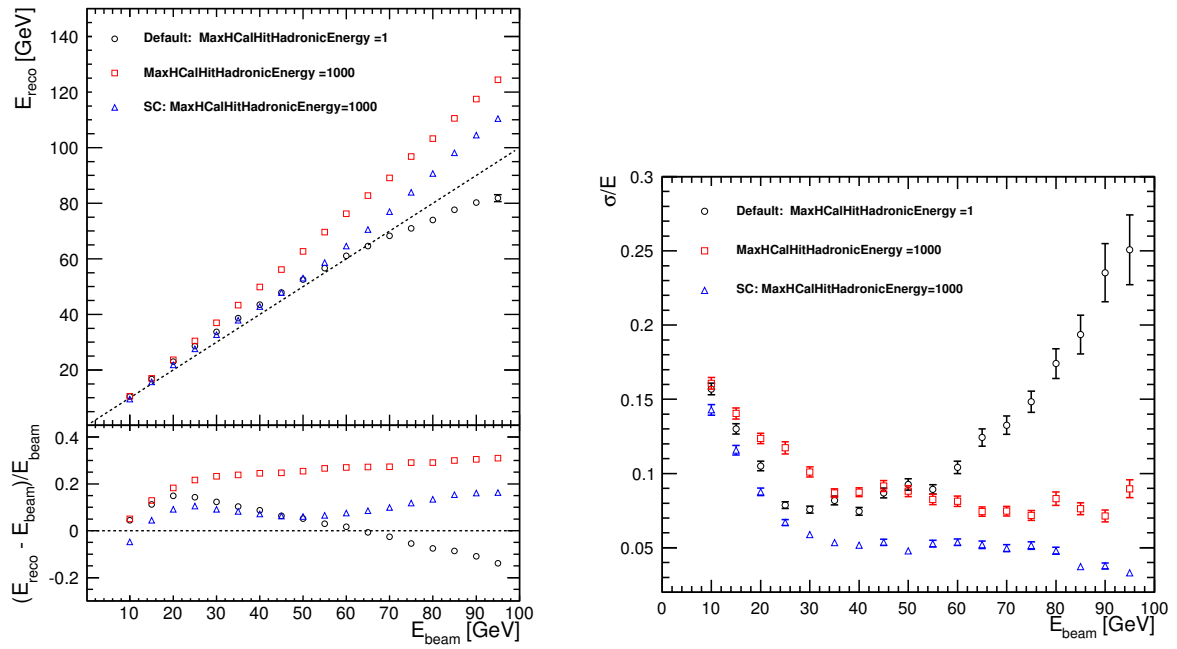 E_reco [GeV]
140
120
100
80
60
40
20
Default: MaxHCalHitHadronicEnergy =1
MaxHCalHitHadronicEnergy =1000
SC: MaxHCalHitHadronicEnergy=1000
(E_reco - E_beam)/E_beam
0.4
0.2
0
-0.2
10 20 30 40 50 60 70 80 90 100
E_beam [GeV]
σ/E
0.3
0.25
0.2
0.15
0.1
0.05
Default: MaxHCalHitHadronicEnergy =1
MaxHCalHitHadronicEnergy =1000
SC: MaxHCalHitHadronicEnergy=1000
0 10 20 30 40 50 60 70 80 90 100
E_beam [GeV]